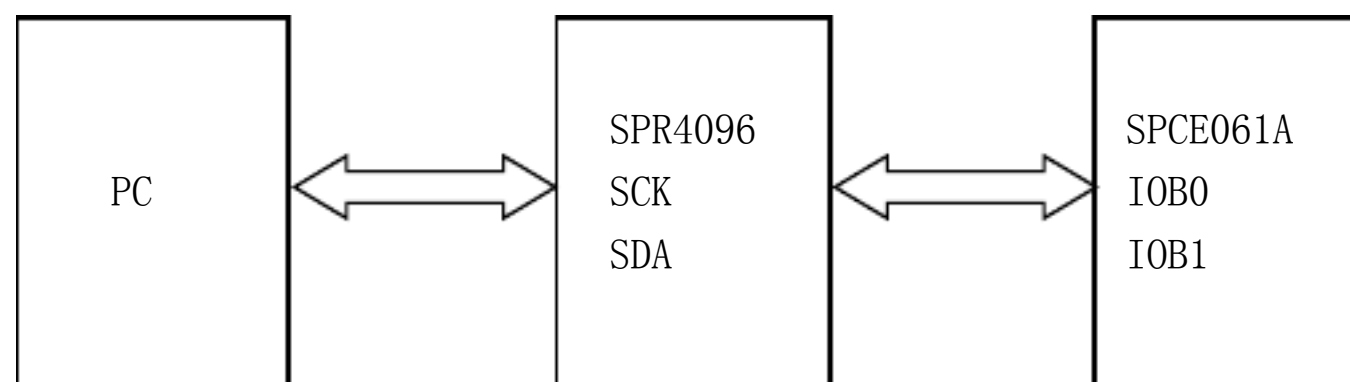 PC
SPR4096
SCK
SDA
SPCE061A
IOB0
IOB1